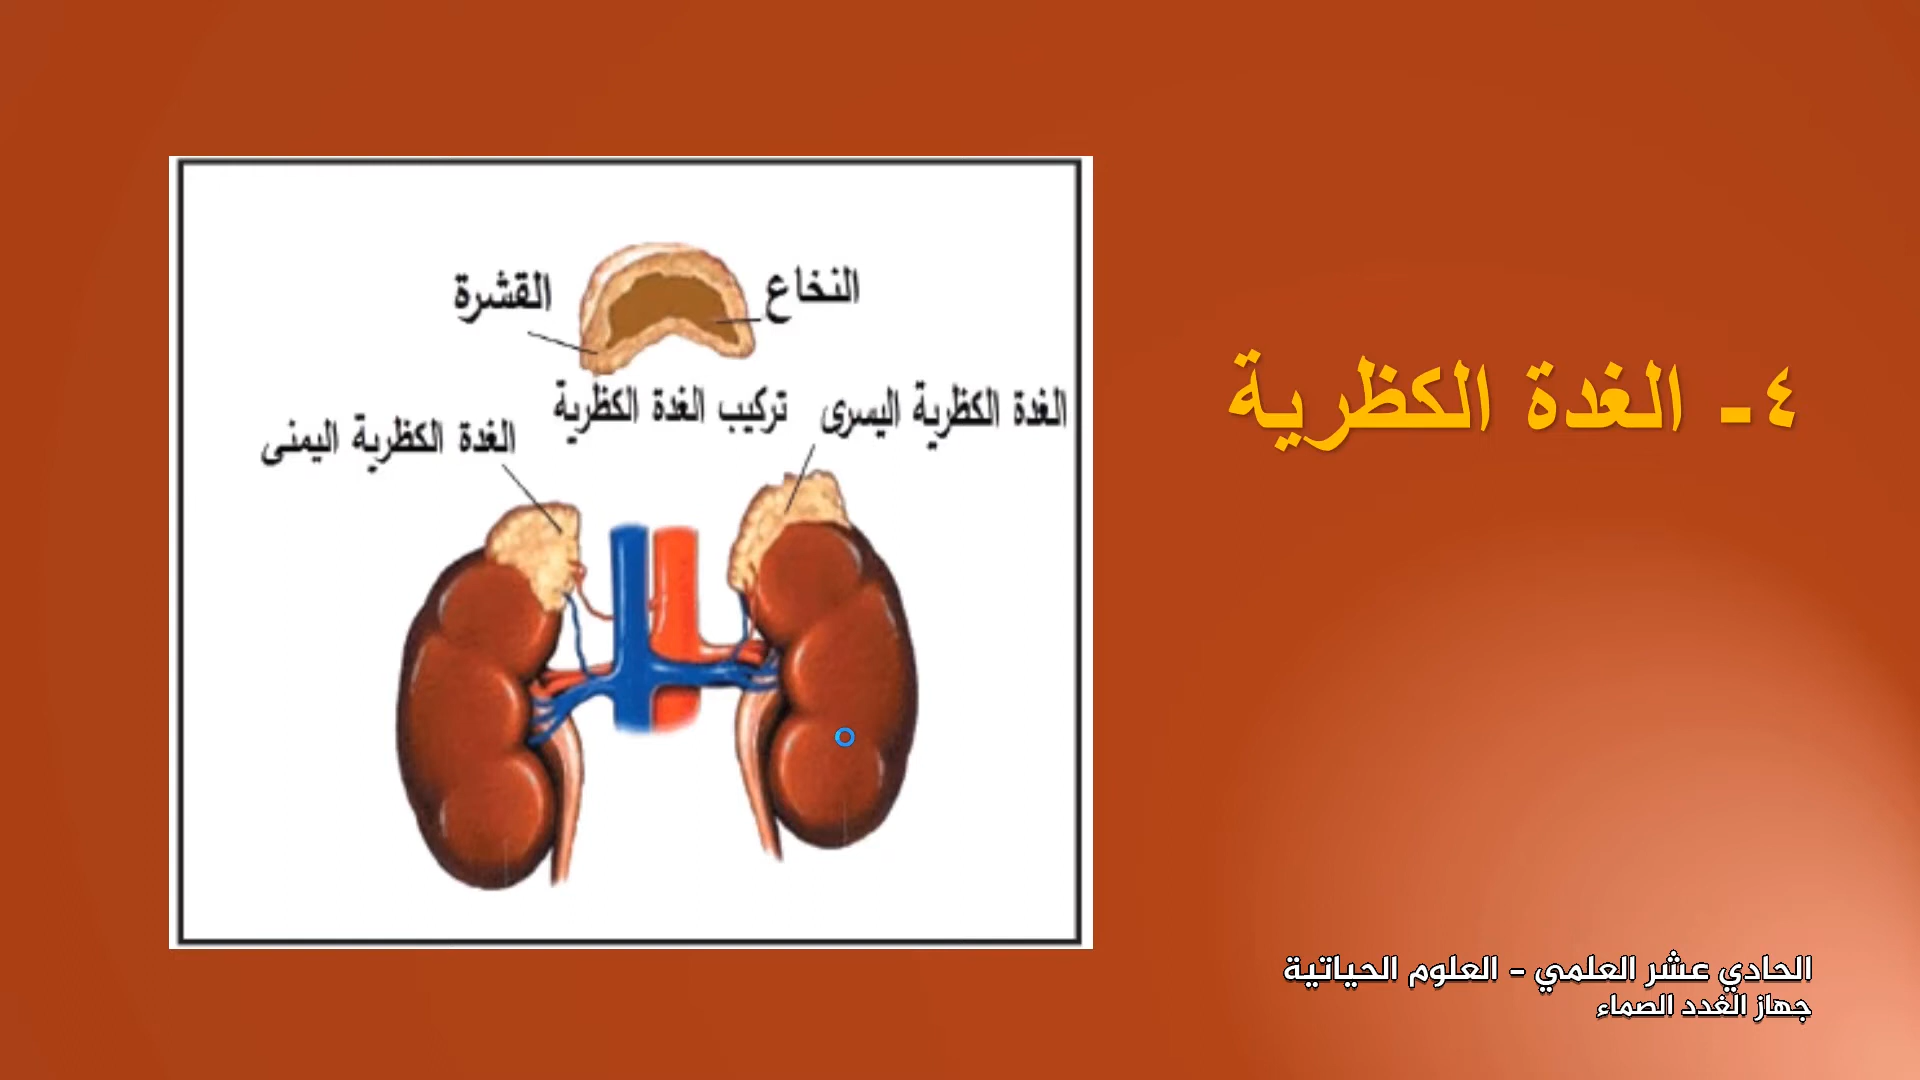 ٤- الغدة الكظرية
النخاع
القشرة
تركيب الغدة الكظرية
الغدة الكظرية اليسرى
الغدة الكظرية اليمنى
الحادي عشر العلمي - العلوم الحياتية
جهاز الغدد الصماء